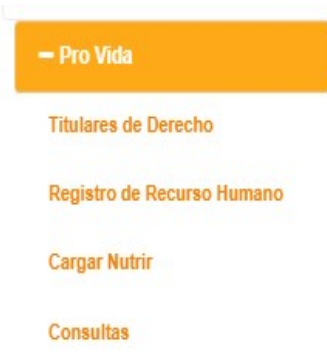 − Pro Vida
Titulares de Derecho
Registro de Recurso Humano
Cargar Nutrir
Consultas